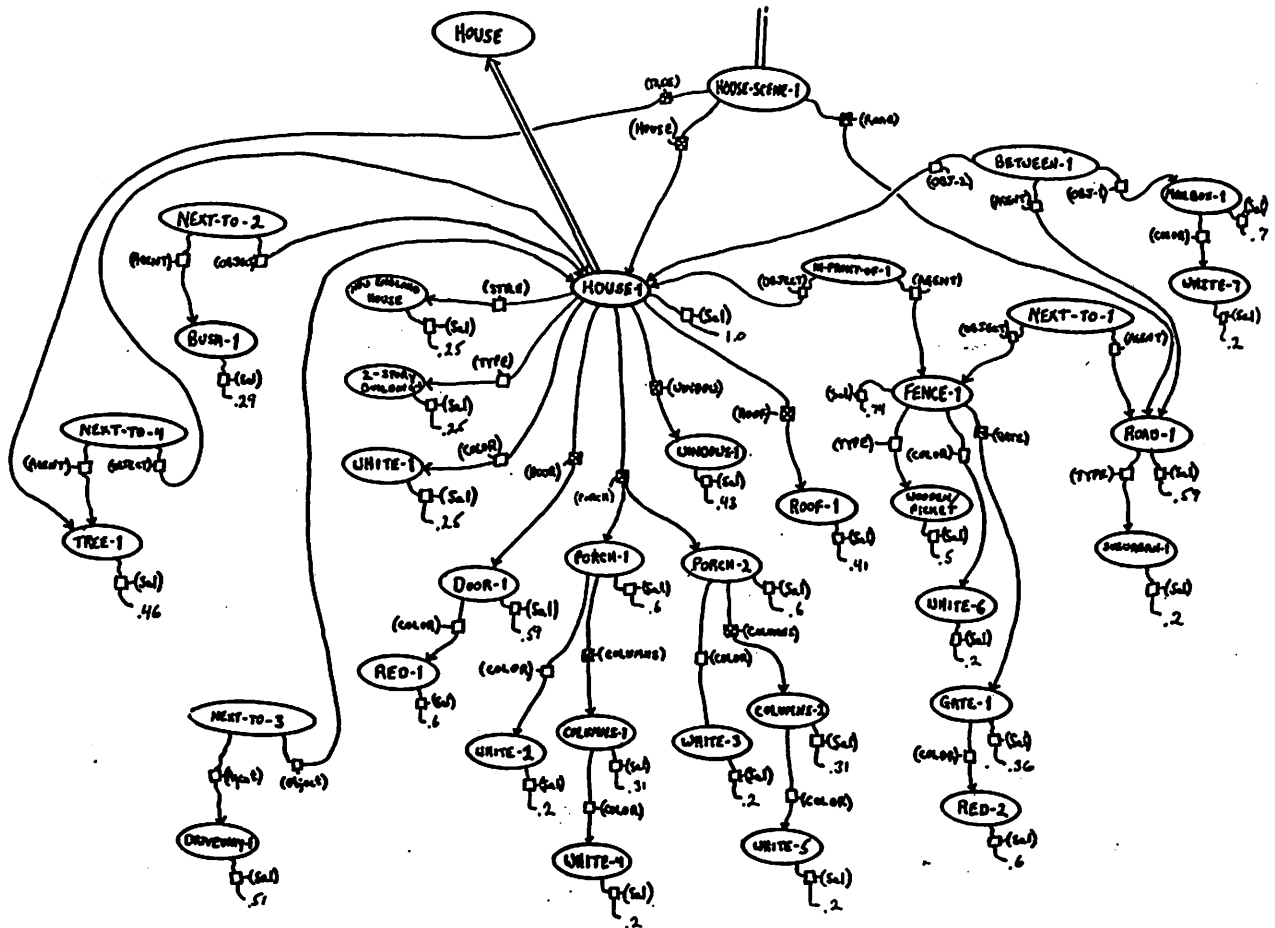 HOUSE
HOUSE-SCENE-1
(TREE)
(HOUSE)
(ROAD)
BETWEEN-1
(OBJ-2)
(AGENT)
(OBJ-1)
MAILBOX-1
(Sal)
.7
(COLOR)
WHITE-7
(Sal)
.2
NEXT-TO-2
(AGENT)
(OBJECT)
BUSH-1
(Sal)
.29
NEXT-TO-4
(AGENT)
(OBJECT)
TREE-1
(Sal)
.46
HOUSE-1
(Sal)
1.0
NEW ENGLAND
HOUSE
(Sal)
.25
(TYPE)
2-STORY
(Sal)
.25
(COLOR)
WHITE-1
(Sal)
.25
(DOOR)
(PORCH)
(WINDOWS)
WINDOWS-1
(Sal)
.43
(ROOF)
ROOF-1
(Sal)
.41
IN-FRONT-OF-1
(OBJECT)
(AGENT)
NEXT-TO-1
(OBJECT)
(AGENT)
FENCE-1
(Sal)
.74
(TYPE)
(COLOR)
(GATE)
WOODEN
PICKET
(Sal)
.5
ROAD-1
(TYPE)
(Sal)
.59
SUBURBAN-1
(Sal)
.2
WHITE-6
(Sal)
.2
GATE-1
(Sal)
.36
(COLOR)
RED-2
(Sal)
.6
DOOR-1
(Sal)
.59
(COLOR)
RED-1
(Sal)
.6
PORCH-1
(Sal)
.6
(COLOR)
(COLUMNS)
WHITE-2
(Sal)
.2
COLUMNS-1
(Sal)
.31
(COLOR)
WHITE-4
(Sal)
.2
PORCH-2
(Sal)
.6
(COLOR)
(COLUMNS)
WHITE-3
(Sal)
.2
COLUMNS-2
(Sal)
.31
(COLOR)
WHITE-5
(Sal)
.2
NEXT-TO-3
(Agent)
(Object)
DRIVEWAY-1
(Sal)
.51